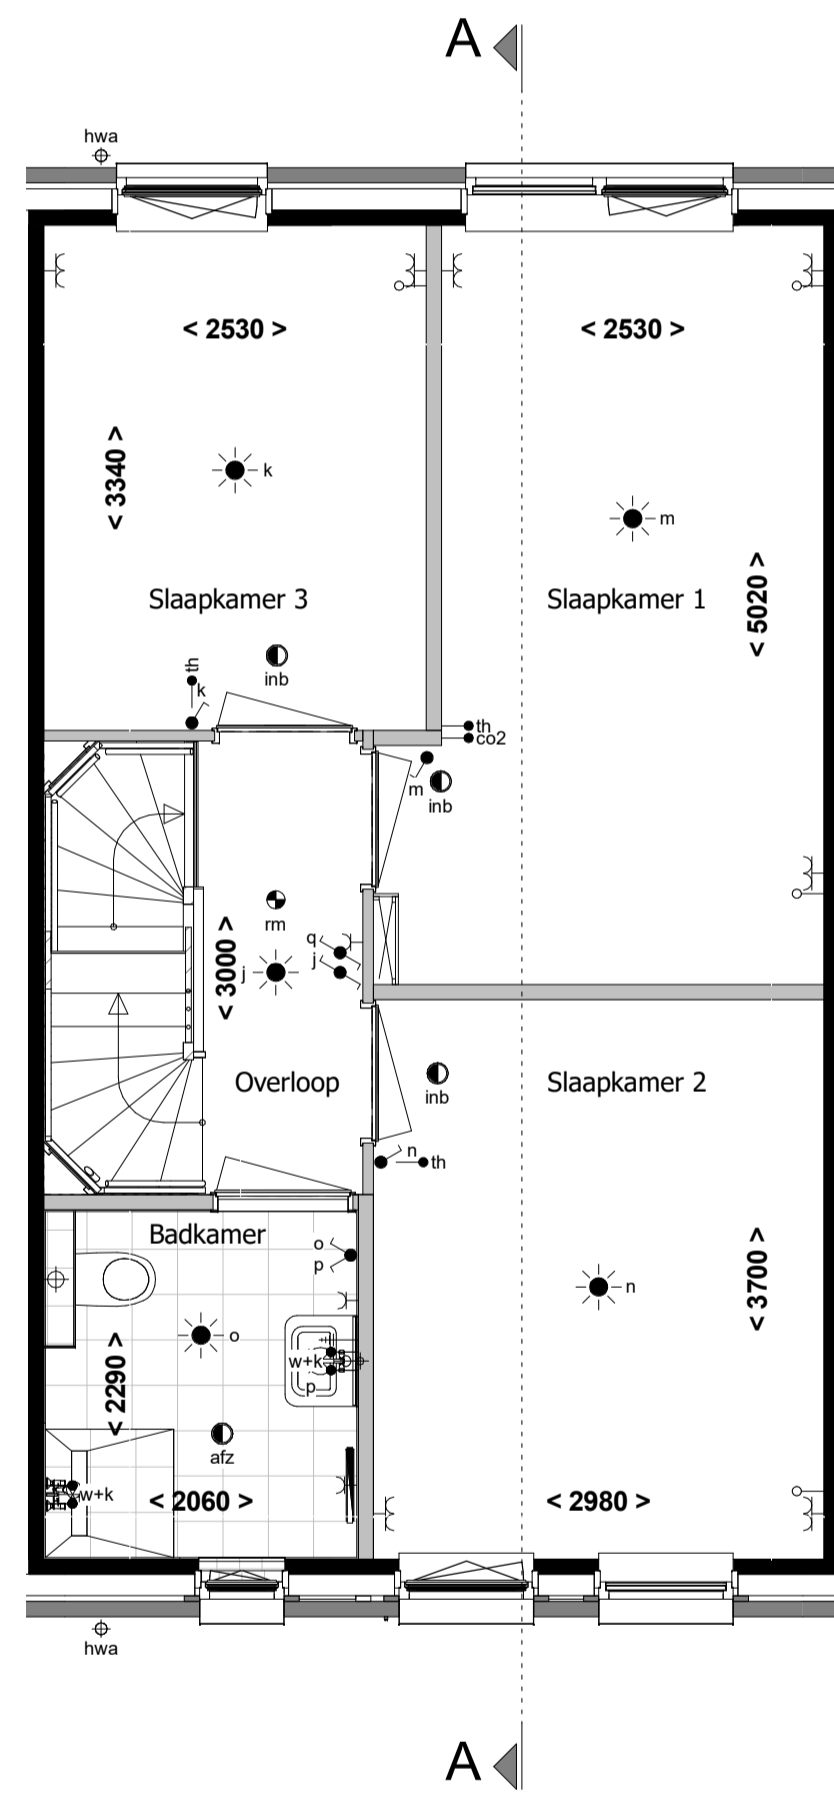 A
hwa
< 2530 >
< 2530 >
< 3340 >
k
m
< 5020 >
Slaapkamer 3
Slaapkamer 1
inb
th
k
th
co2
m
inb
rm
q
j
j
< 3000 >
Overloop
inb
Slaapkamer 2
n
th
Badkamer
o
p
n
< 3700 >
o
w+k
p
< 2290 >
afz
w+k
< 2060 >
< 2980 >
hwa
A